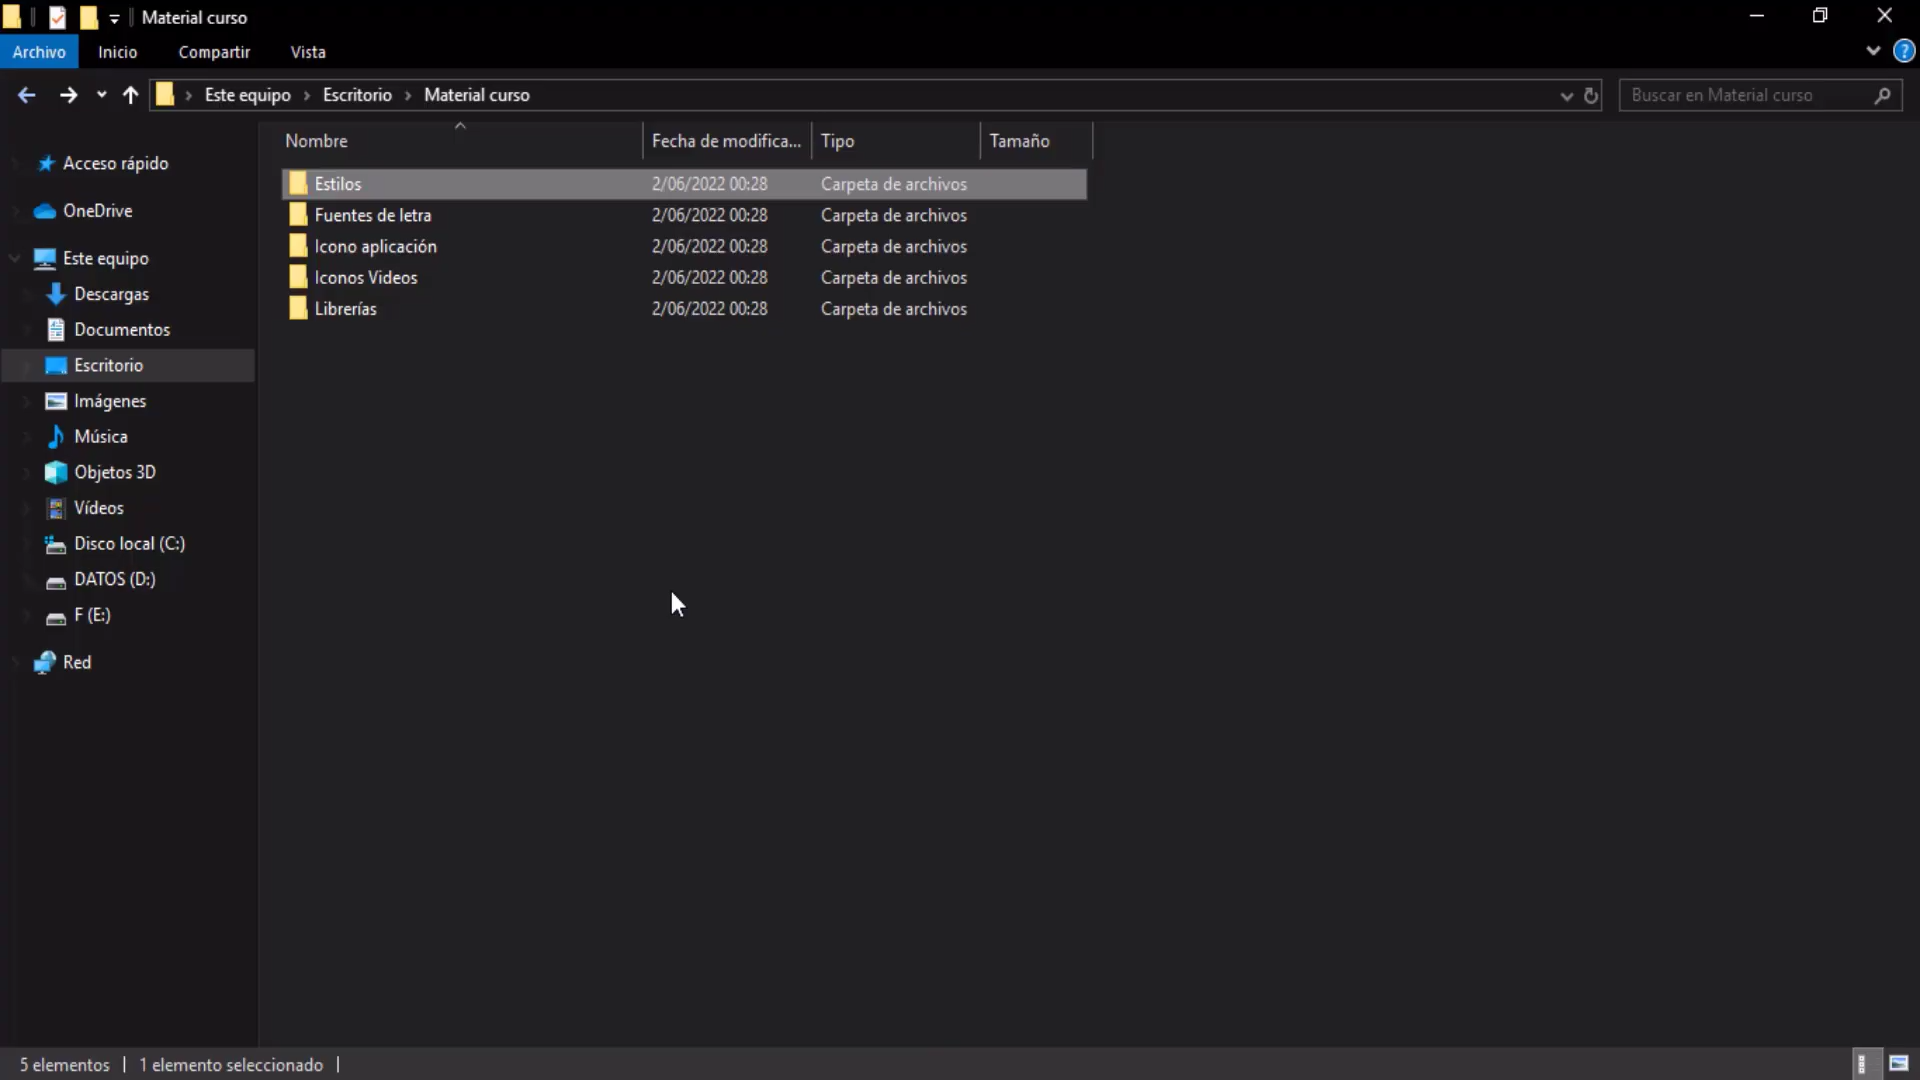 Material curso
Archivo Inicio Compartir Vista
Este equipo › Escritorio › Material curso
Buscar en Material curso
Nombre Fecha de modifica... Tipo Tamaño
Estilos 2/06/2022 00:28 Carpeta de archivos
Fuentes de letra 2/06/2022 00:28 Carpeta de archivos
Icono aplicación 2/06/2022 00:28 Carpeta de archivos
Iconos Videos 2/06/2022 00:28 Carpeta de archivos
Librerías 2/06/2022 00:28 Carpeta de archivos
Acceso rápido
OneDrive
Este equipo
Descargas
Documentos
Escritorio
Imágenes
Música
Objetos 3D
Vídeos
Disco local (C:)
DATOS (D:)
F (E:)
Red
5 elementos 1 elemento seleccionado